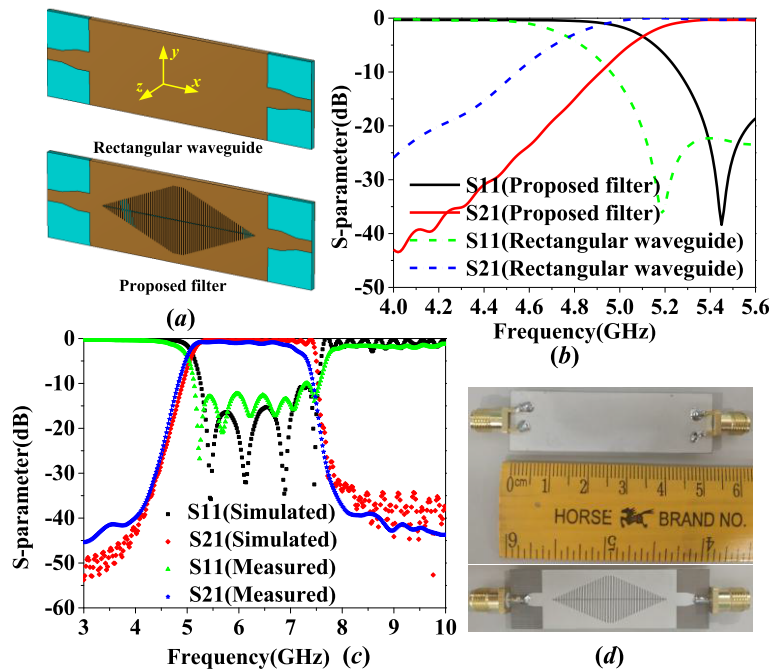 (a)
y
z
x
Rectangular waveguide
Proposed filter
S-parameter(dB)
0
-10
-20
-30
-40
-50
S11(Proposed filter)
S21(Proposed filter)
S11(Rectangular waveguide)
S21(Rectangular waveguide)
4.0 4.2 4.4 4.6 4.8 5.0 5.2 5.4 5.6
Frequency(GHz)
(b)
S-parameter(dB)
0
-10
-20
-30
-40
-50
-60
S11(Simulated)
S21(Simulated)
S11(Measured)
S21(Measured)
3 4 5 6 7 8 9 10
Frequency(GHz) (c)
0cm 1 2 3 4 5 6
HORSE BRAND NO.
6 5 4
(d)